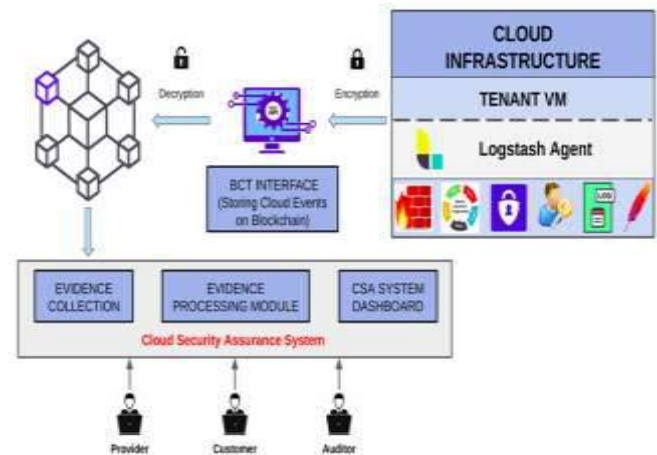 CLOUD
INFRASTRUCTURE
TENANT VM
Logstash Agent
LOG
Decryption
Encryption
BCT INTERFACE
(Storing Cloud Events
on Blockchain)
EVIDENCE
COLLECTION
EVIDENCE
PROCESSING MODULE
CSA SYSTEM
DASHBOARD
Cloud Security Assurance System
Provider
Customer
Auditor